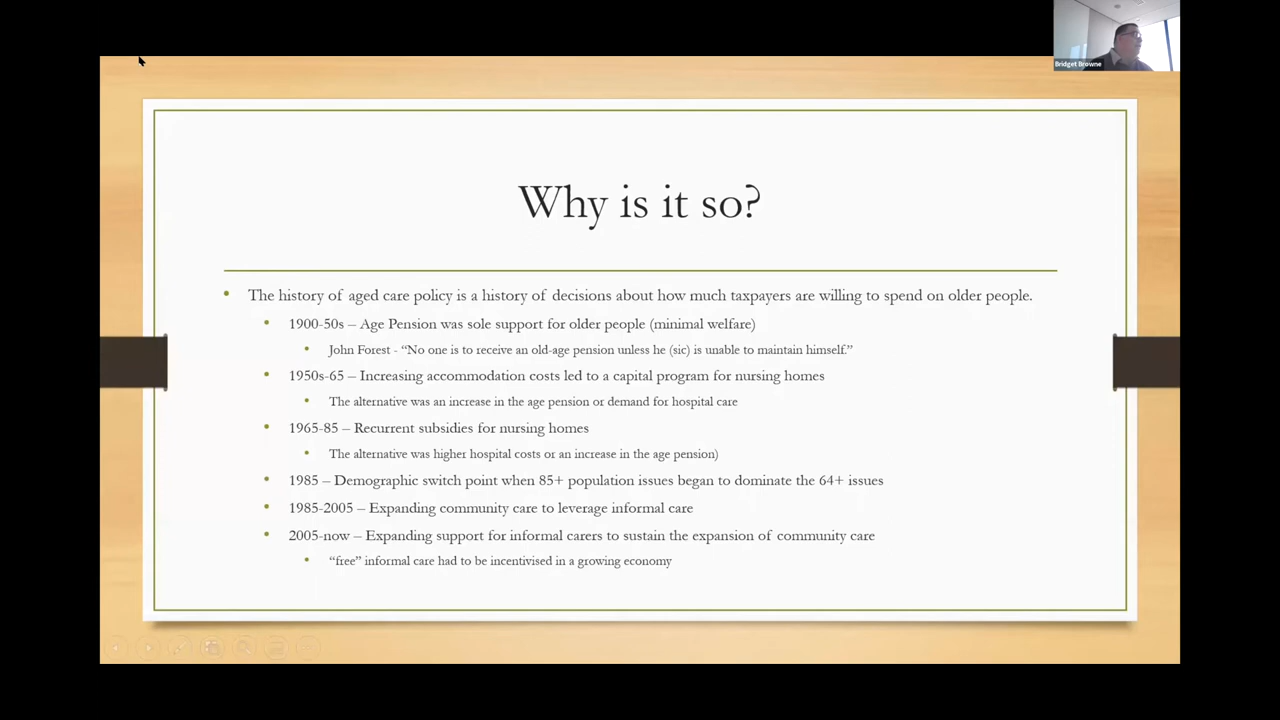 Bridget Browne
Why is it so?
• The history of aged care policy is a history of decisions about how much taxpayers are willing to spend on older people.
• 1900-50s – Age Pension was sole support for older people (minimal welfare)
• John Forest - “No one is to receive an old-age pension unless he (sic) is unable to maintain himself.”
• 1950s-65 – Increasing accommodation costs led to a capital program for nursing homes
• The alternative was an increase in the age pension or demand for hospital care
• 1965-85 – Recurrent subsidies for nursing homes
• The alternative was higher hospital costs or an increase in the age pension)
• 1985 – Demographic switch point when 85+ population issues began to dominate the 64+ issues
• 1985-2005 – Expanding community care to leverage informal care
• 2005-now – Expanding support for informal carers to sustain the expansion of community care
• “free” informal care had to be incentivised in a growing economy